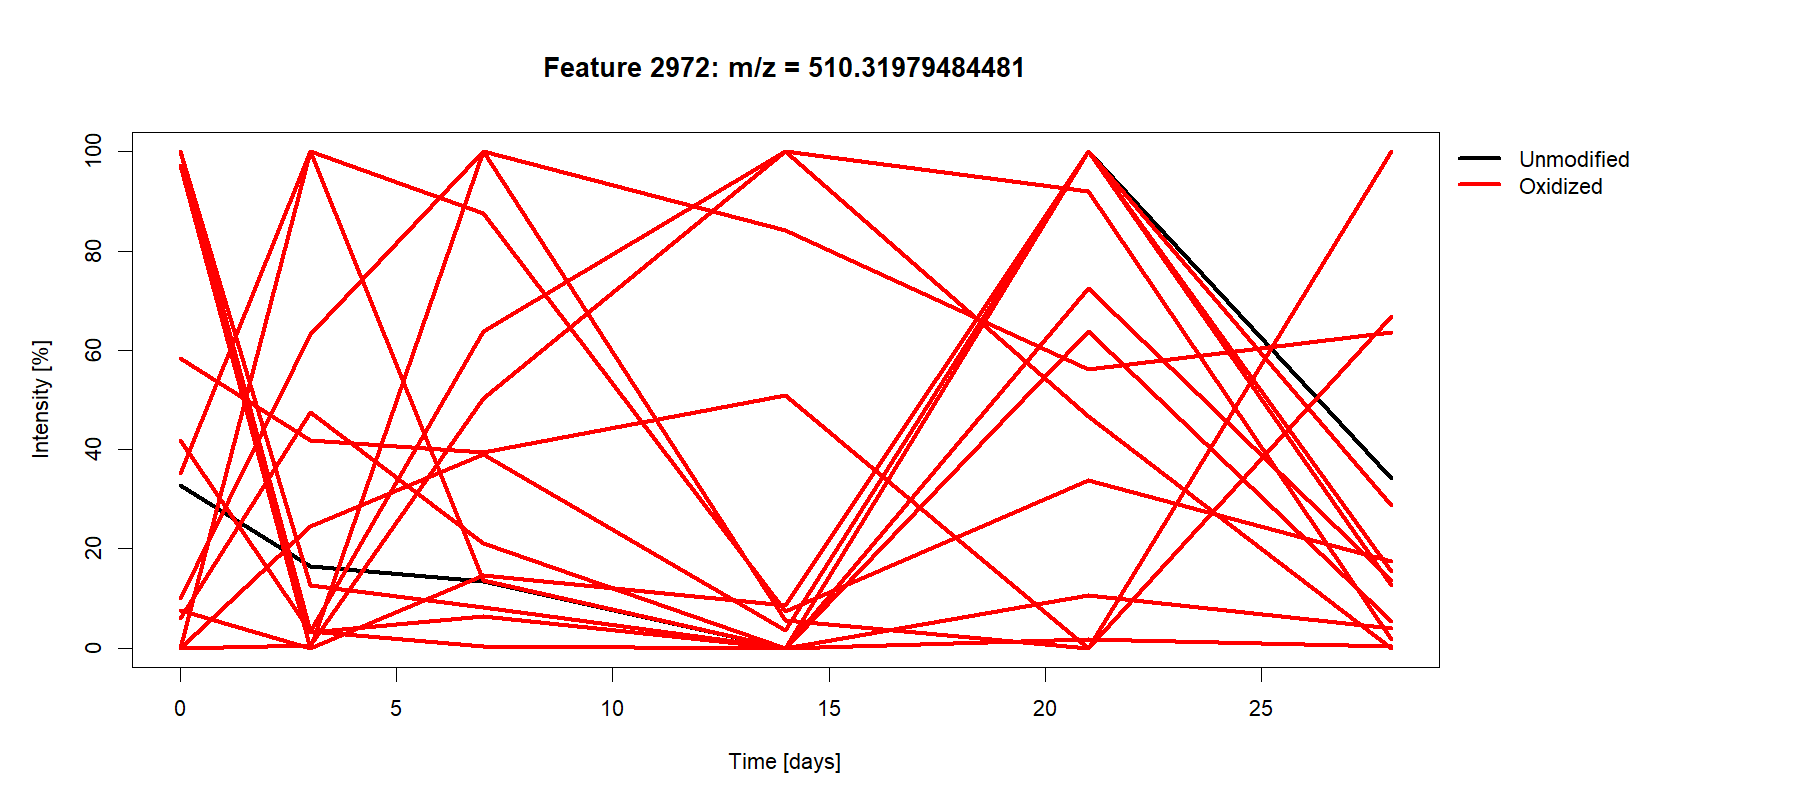 Feature 2972: m/z = 510.31979484481
Unmodified
Oxidized
Intensity [%]
100
80
60
40
20
0
0 5 10 15 20 25
Time [days]